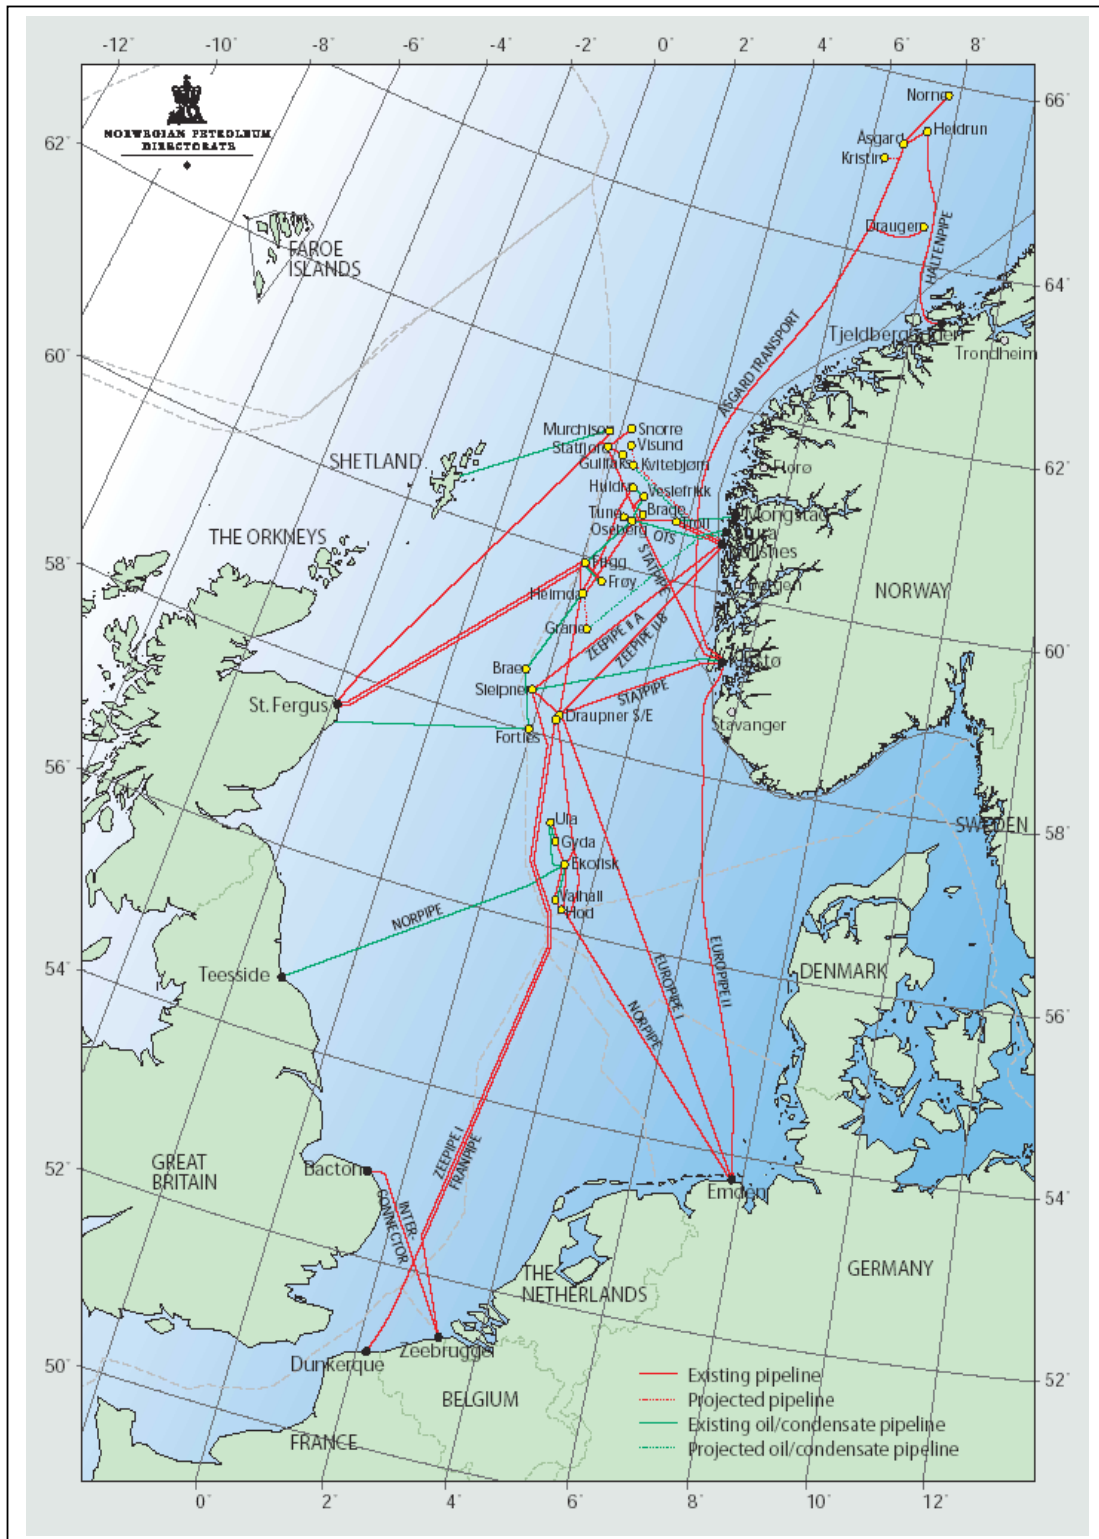 -12° -10° -8° -6° -4° -2° 0° 2° 4° 6° 8°
NORWEGIAN PETROLEUM
DIRECTORATE
66°
64°
62°
60°
58°
56°
54°
52°
62°
60°
58°
56°
54°
52°
50°
Norne
Åsgard
Heidrun
Kristin
Draugen
HALTENPIPE
FAROE
ISLANDS
ÅSGARD TRANSPORT
Tjeldbergodden
Trondheim
Murchison
Snorre
Statfjord
Visund
Gullfaks
Kvitebjørn
SHETLAND
Florø
Huldra
Veslefrikk
Tune
Brage
Oseberg
Troll
Mongstad
Sture
Kollsnes
OTS
THE ORKNEYS
STATPIPE
Frigg
Frøy
Bergen
NORWAY
Heimdal
Grane
ZEEPIPE II A
ZEEPIPE II B
Brae
Sleipner
Kårstø
STATPIPE
St. Fergus
Draupner S/E
Stavanger
Forties
Ula
Gyda
Ekofisk
SWEDEN
Valhall
Hod
NORPIPE
Teesside
DENMARK
EUROPIPE I
EUROPIPE II
NORPIPE
ZEEPIPE I
FRANPIPE
GREAT
BRITAIN
Bacton
INTER-
CONNECTOR
Emden
THE
NETHERLANDS
GERMANY
Dunkerque
Zeebrugge
BELGIUM
FRANCE
Existing pipeline
Projected pipeline
Existing oil/condensate pipeline
Projected oil/condensate pipeline
0° 2° 4° 6° 8° 10° 12°